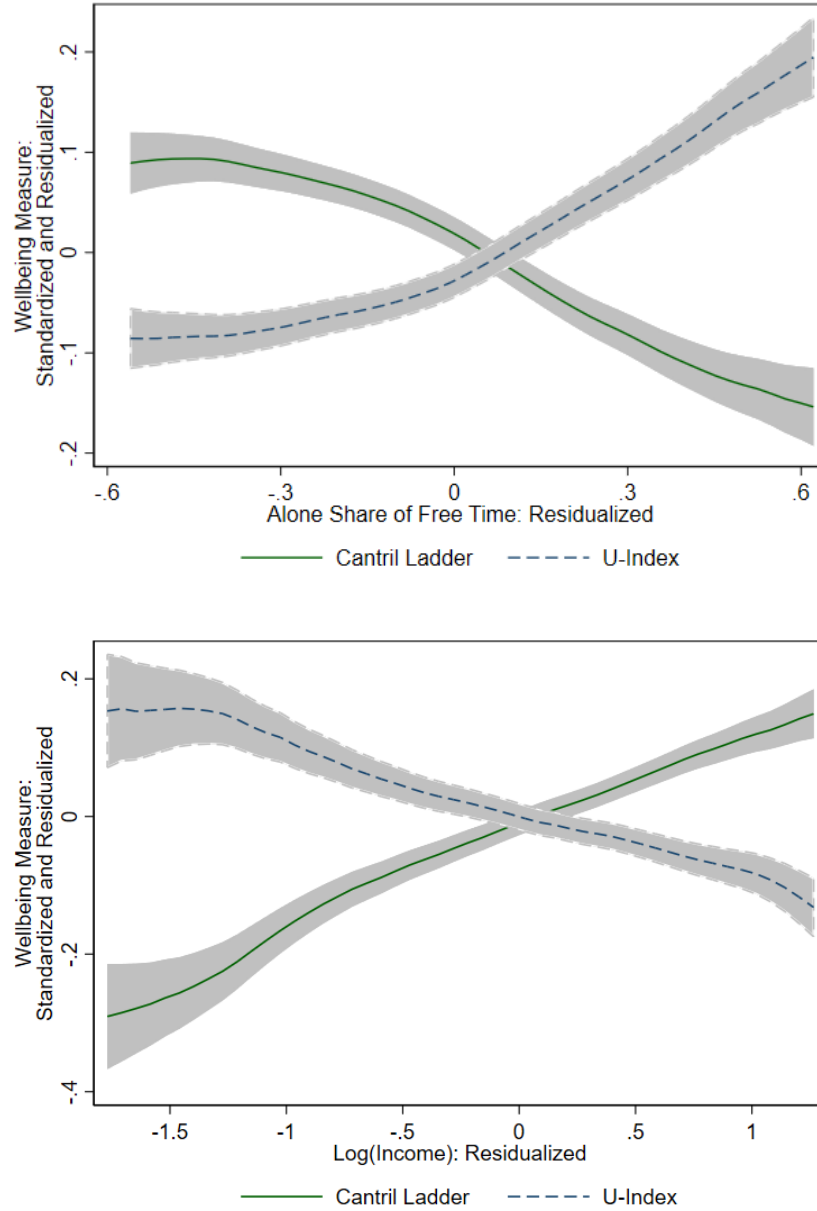 Wellbeing Measure:
Standardized and Residualized
.2
.1
0
-.1
-.2
-.6 -.3 0 .3 .6
Alone Share of Free Time: Residualized
Cantril Ladder U-Index
Wellbeing Measure:
Standardized and Residualized
.2
0
-.2
-.4
-1.5 -1 -.5 0 .5 1
Log(Income): Residualized
Cantril Ladder U-Index